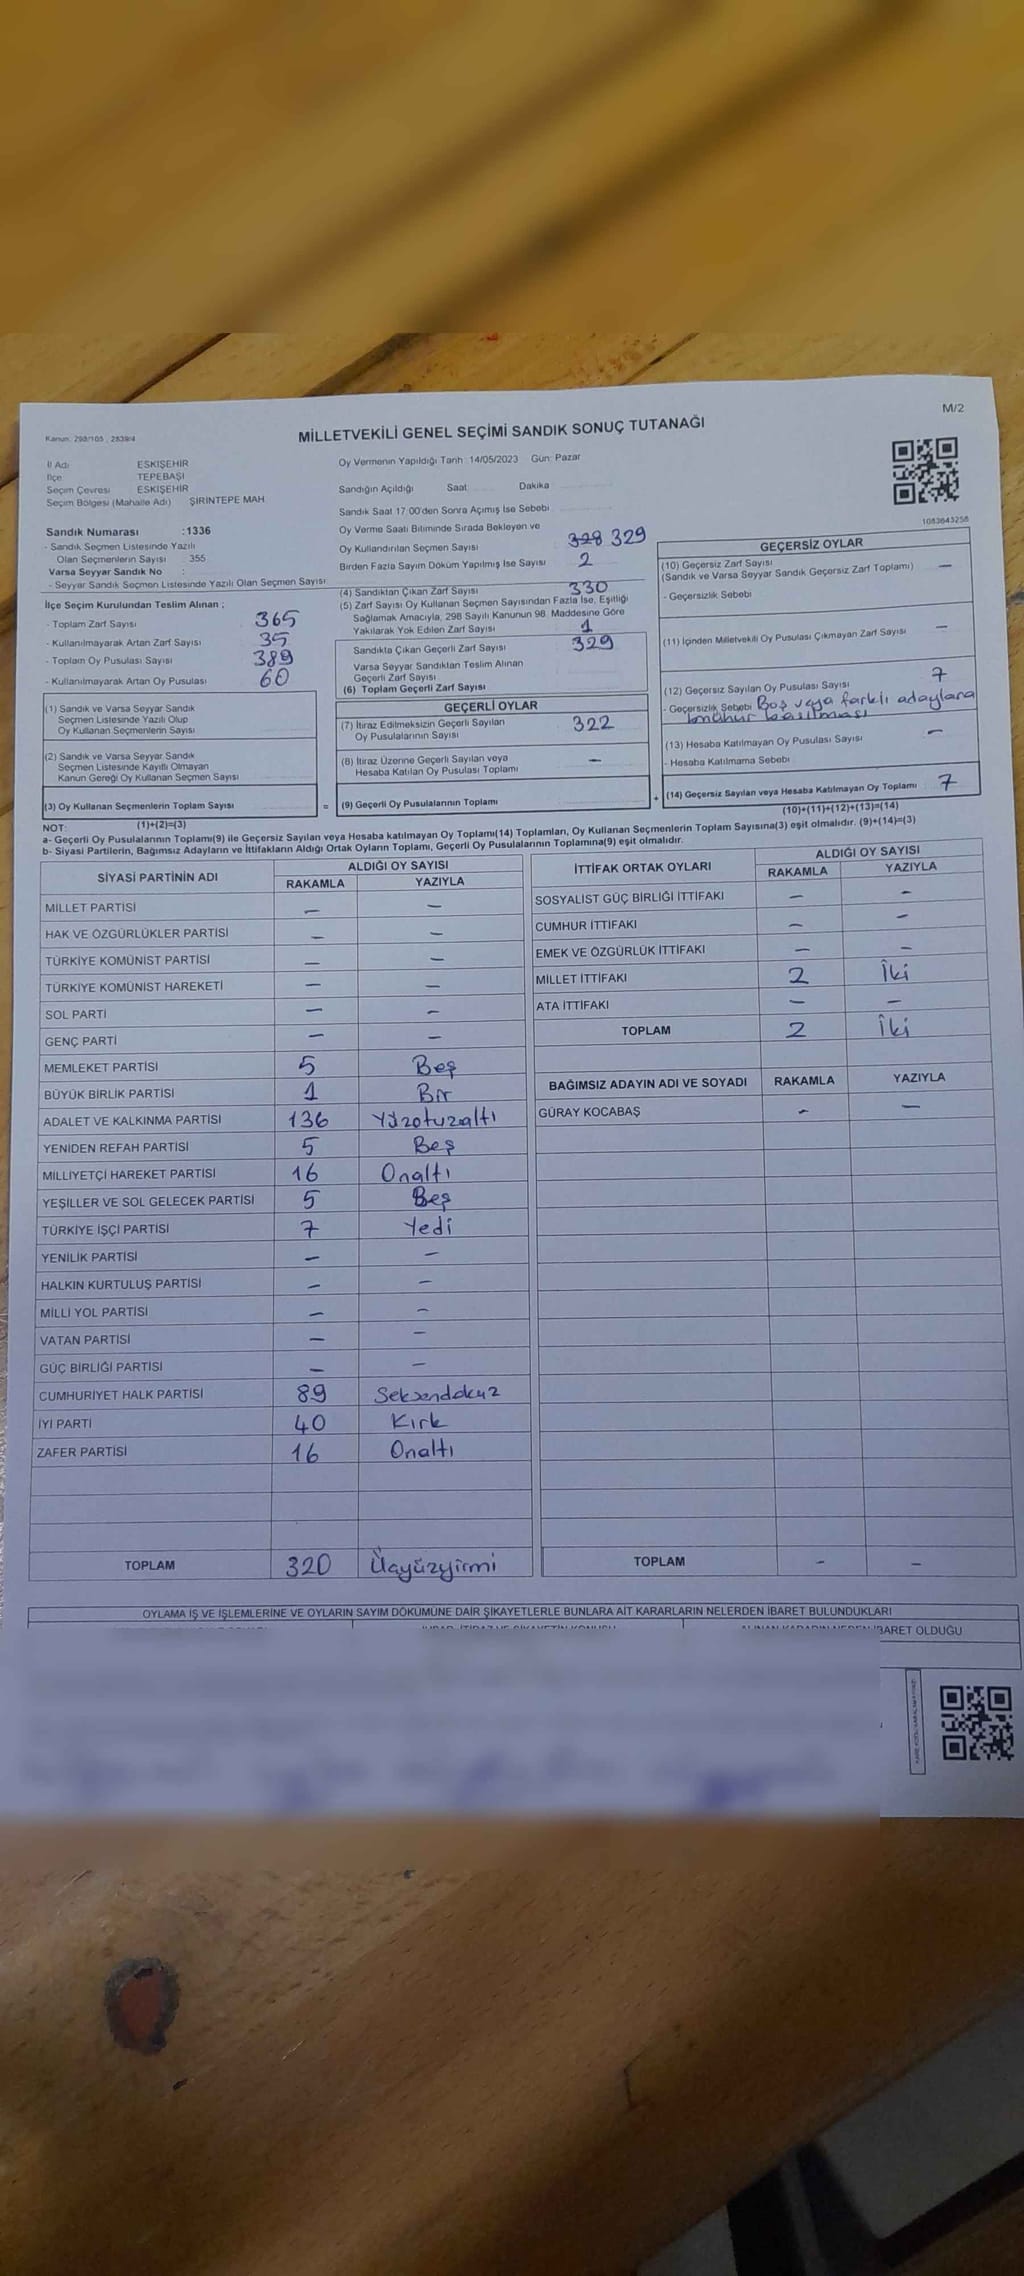 M/2
Kanun: 298/105 , 2839/4
MİLLETVEKİLİ GENEL SEÇİMİ SANDIK SONUÇ TUTANAĞI
İl Adı ESKİŞEHİR
İlçe TEPEBAŞI
Seçim Çevresi ESKİŞEHİR
Seçim Bölgesi (Mahalle Adı) ŞİRİNTEPE MAH
Sandık Numarası :1336
- Sandık Seçmen Listesinde Yazılı
Olan Seçmenlerin Sayısı : 355
Varsa Seyyar Sandık No :
- Seyyar Sandık Seçmen Listesinde Yazılı Olan Seçmen Sayısı
İlçe Seçim Kurulundan Teslim Alınan ;
- Toplam Zarf Sayısı 365
- Kullanılmayarak Artan Zarf Sayısı 35
- Toplam Oy Pusulası Sayısı 389
- Kullanılmayarak Artan Oy Pusulası 60
(1) Sandık ve Varsa Seyyar Sandık
Seçmen Listesinde Yazılı Olup
Oy Kullanan Seçmenlerin Sayısı
(2) Sandık ve Varsa Seyyar Sandık
Seçmen Listesinde Kayıtlı Olmayan
Kanun Gereği Oy Kullanan Seçmen Sayısı
(3) Oy Kullanan Seçmenlerin Toplam Sayısı =
Oy Vermenin Yapıldığı Tarih: 14/05/2023 Gün: Pazar
Sandığın Açıldığı Saat Dakika
Sandık Saat 17:00'den Sonra Açımış İse Sebebi
Oy Verme Saati Bitiminde Sırada Bekleyen ve
Oy Kullandırılan Seçmen Sayısı 328 329
Birden Fazla Sayım Döküm Yapılmış İse Sayısı 2
(4) Sandıktan Çıkan Zarf Sayısı 330
(5) Zarf Sayısı Oy Kullanan Seçmen Sayısından Fazla İse, Eşitliği
Sağlamak Amacıyla, 298 Sayılı Kanunun 98. Maddesine Göre
Yakılarak Yok Edilen Zarf Sayısı 1
Sandıkta Çıkan Geçerli Zarf Sayısı 329
Varsa Seyyar Sandıktan Teslim Alınan
Geçerli Zarf Sayısı
(6) Toplam Geçerli Zarf Sayısı
GEÇERLİ OYLAR
(7) İtiraz Edilmeksizin Geçerli Sayılan
Oy Pusulalarının Sayısı 322
(8) İtiraz Üzerine Geçerli Sayılan veya
Hesaba Katılan Oy Pusulası Toplamı –
(9) Geçerli Oy Pusulalarının Toplamı +
1083643256
GEÇERSİZ OYLAR
(10) Geçersiz Zarf Sayısı
(Sandık ve Varsa Seyyar Sandık Geçersiz Zarf Toplamı) –
- Geçersizlik Sebebi
(11) İçinden Milletvekili Oy Pusulası Çıkmayan Zarf Sayısı –
(12) Geçersiz Sayılan Oy Pusulası Sayısı 7
- Geçersizlik Sebebi Boş veya farklı adaylara
mühür basılması
(13) Hesaba Katılmayan Oy Pusulası Sayısı –
- Hesaba Katılmama Sebebi
(14) Geçersiz Sayılan veya Hesaba Katılmayan Oy Toplamı 7
(10)+(11)+(12)+(13)=(14)
NOT: (1)+(2)=(3)
a- Geçerli Oy Pusulalarının Toplamı(9) ile Geçersiz Sayılan veya Hesaba katılmayan Oy Toplamı(14) Toplamları, Oy Kullanan Seçmenlerin Toplam Sayısına(3) eşit olmalıdır. (9)+(14)=(3)
b- Siyasi Partilerin, Bağımsız Adayların ve İttifakların Aldığı Ortak Oyların Toplamı, Geçerli Oy Pusulalarının Toplamına(9) eşit olmalıdır.
SİYASİ PARTİNİN ADI ALDIĞI OY SAYISI
RAKAMLA YAZIYLA
MİLLET PARTİSİ – –
HAK VE ÖZGÜRLÜKLER PARTİSİ – –
TÜRKİYE KOMÜNİST PARTİSİ – –
TÜRKİYE KOMÜNİST HAREKETİ – –
SOL PARTİ – –
GENÇ PARTİ – –
MEMLEKET PARTİSİ 5 Beş
BÜYÜK BİRLİK PARTİSİ 1 Bir
ADALET VE KALKINMA PARTİSİ 136 Yüzotuzaltı
YENİDEN REFAH PARTİSİ 5 Beş
MİLLİYETÇİ HAREKET PARTİSİ 16 Onaltı
YEŞİLLER VE SOL GELECEK PARTİSİ 5 Beş
TÜRKİYE İŞÇİ PARTİSİ 7 Yedi
YENİLİK PARTİSİ – –
HALKIN KURTULUŞ PARTİSİ – –
MİLLİ YOL PARTİSİ – –
VATAN PARTİSİ – –
GÜÇ BİRLİĞİ PARTİSİ – –
CUMHURİYET HALK PARTİSİ 89 Seksendokuz
İYİ PARTİ 40 Kırk
ZAFER PARTİSİ 16 Onaltı
TOPLAM 320 Üçyüzyirmi
İTTİFAK ORTAK OYLARI ALDIĞI OY SAYISI
RAKAMLA YAZIYLA
SOSYALİST GÜÇ BİRLİĞİ İTTİFAKI – –
CUMHUR İTTİFAKI – –
EMEK VE ÖZGÜRLÜK İTTİFAKI – –
MİLLET İTTİFAKI 2 İki
ATA İTTİFAKI – –
TOPLAM 2 İki
BAĞIMSIZ ADAYIN ADI VE SOYADI RAKAMLA YAZIYLA
GÜRAY KOCABAŞ – –
TOPLAM – –
OYLAMA İŞ VE İŞLEMLERİNE VE OYLARIN SAYIM DÖKÜMÜNE DAİR ŞİKAYETLERLE BUNLARA AİT KARARLARIN NELERDEN İBARET BULUNDUKLARI
İBARET OLDUĞU